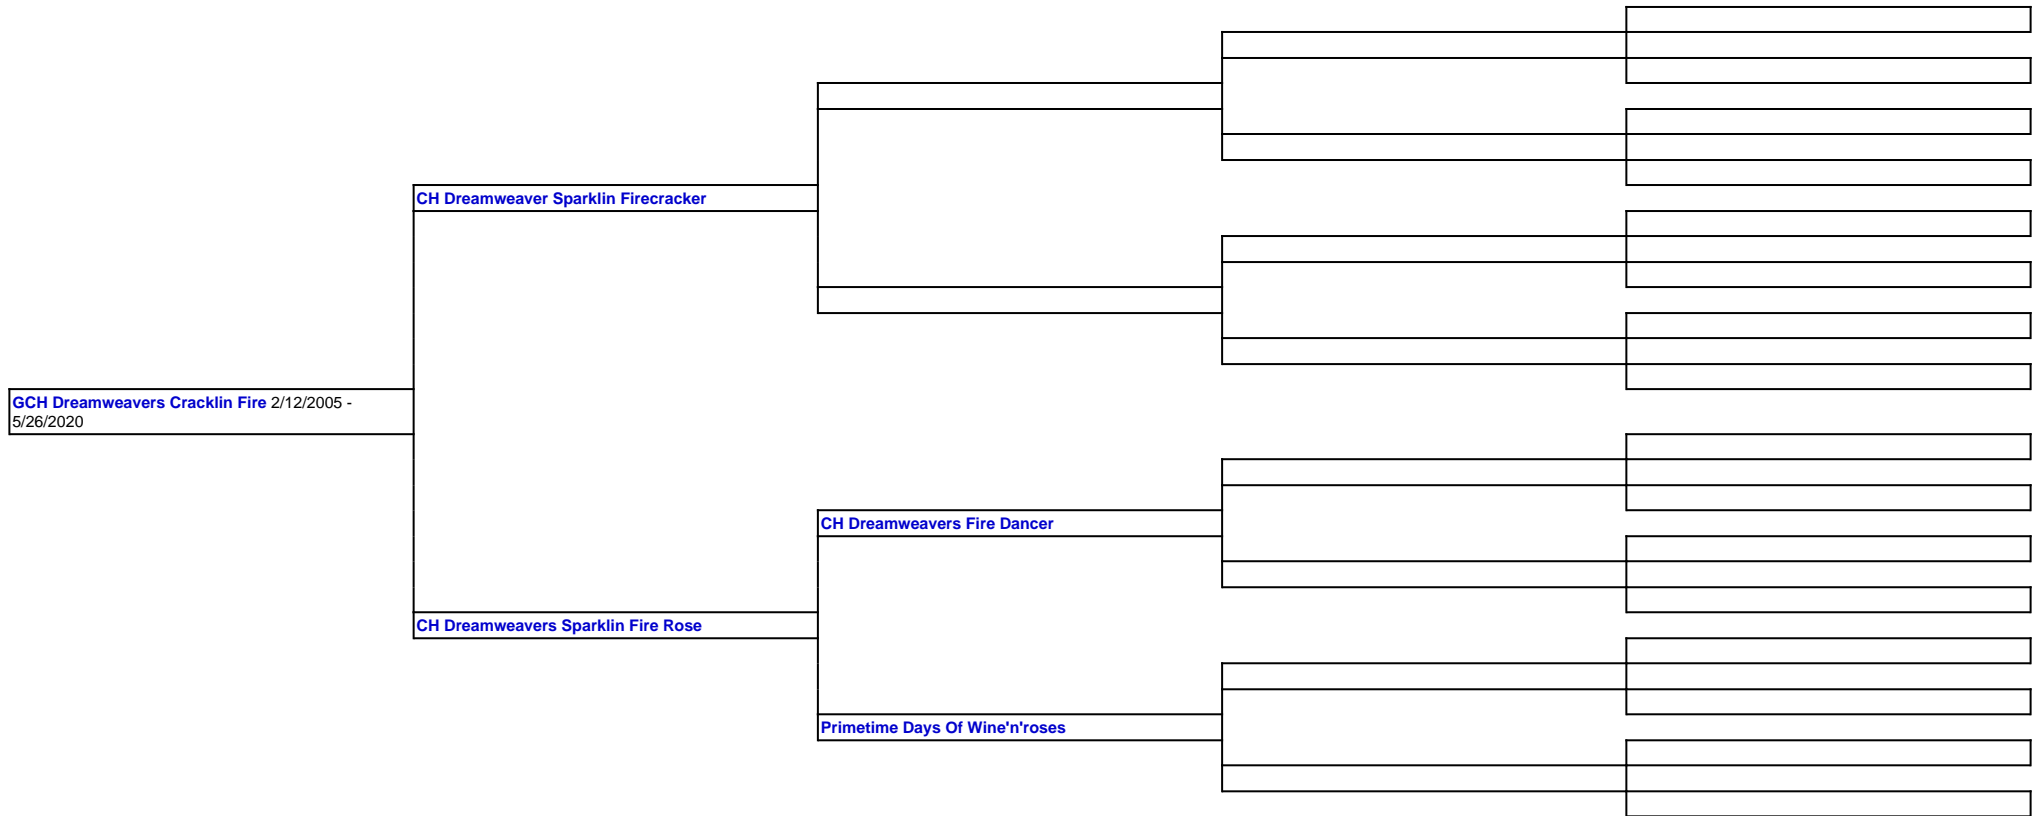 CH Dreamweaver Sparklin Firecracker
GCH Dreamweavers Cracklin Fire 2/12/2005 -
5/26/2020
CH Dreamweavers Fire Dancer
CH Dreamweavers Sparklin Fire Rose
Primetime Days Of Wine'n'roses